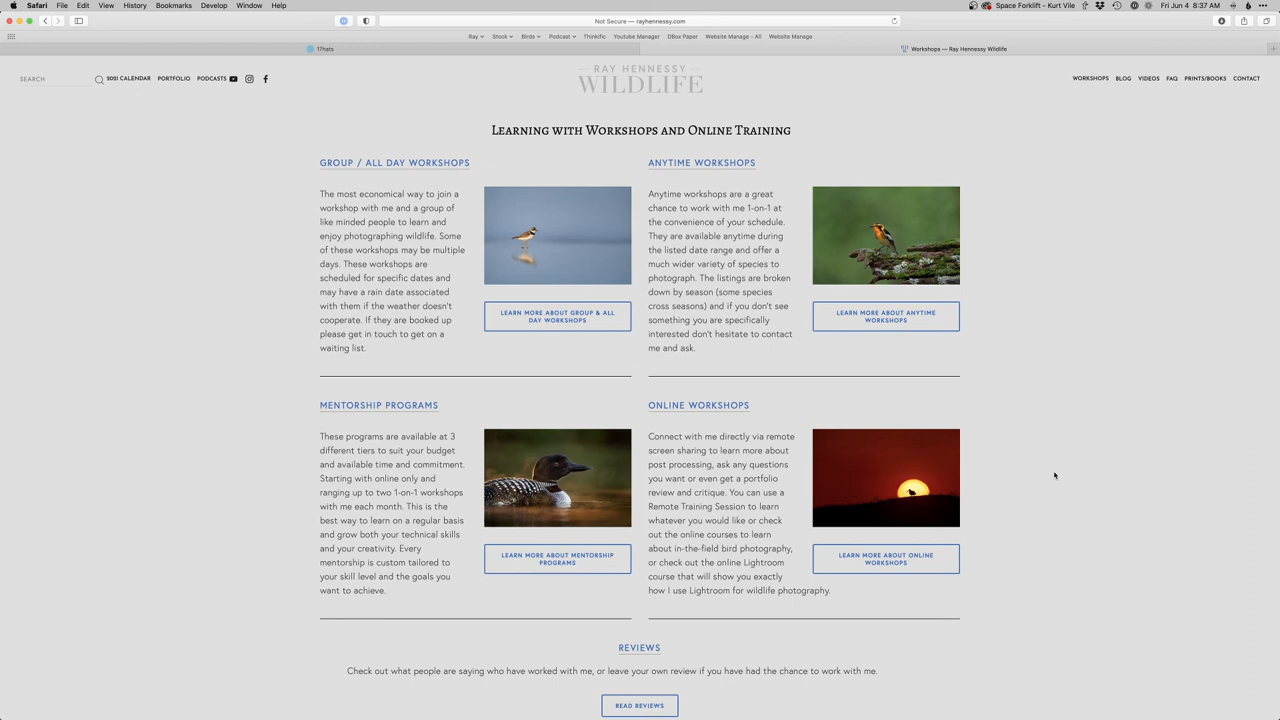 Safari File Edit View History Bookmarks Develop Window Help Space Forklift - Kurt Vile Fri Jun 4 8:37 AM
Not Secure — rayhennessy.com
Ray Stock Birds Podcast Thinkific Youtube Manager DBox Paper Website Manage - All Website Manage
17hats Workshops — Ray Hennessy Wildlife
SEARCH 2021 CALENDAR PORTFOLIO PODCASTS
RAY HENNESSY
WILDLIFE
WORKSHOPS BLOG VIDEOS FAQ PRINTS/BOOKS CONTACT
Learning with Workshops and Online Training
GROUP / ALL DAY WORKSHOPS
The most economical way to join a
workshop with me and a group of
like minded people to learn and
enjoy photographing wildlife. Some
of these workshops may be multiple
days. These workshops are
scheduled for specific dates and
may have a rain date associated
with them if the weather doesn't
cooperate. If they are booked up
please get in touch to get on a
waiting list.
LEARN MORE ABOUT GROUP & ALL
DAY WORKSHOPS
ANYTIME WORKSHOPS
Anytime workshops are a great
chance to work with me 1-on-1 at
the convenience of your schedule.
They are available anytime during
the listed date range and offer a
much wider variety of species to
photograph. The listings are broken
down by season (some species
cross seasons) and if you don't see
something you are specifically
interested don't hesitate to contact
me and ask.
LEARN MORE ABOUT ANYTIME
WORKSHOPS
MENTORSHIP PROGRAMS
These programs are available at 3
different tiers to suit your budget
and available time and commitment.
Starting with online only and
ranging up to two 1-on-1 workshops
with me each month. This is the
best way to learn on a regular basis
and grow both your technical skills
and your creativity. Every
mentorship is custom tailored to
your skill level and the goals you
want to achieve.
LEARN MORE ABOUT MENTORSHIP
PROGRAMS
ONLINE WORKSHOPS
Connect with me directly via remote
screen sharing to learn more about
post processing, ask any questions
you want or even get a portfolio
review and critique. You can use a
Remote Training Session to learn
whatever you would like or check
out the online courses to learn
about in-the-field bird photography,
or check out the online Lightroom
course that will show you exactly
how I use Lightroom for wildlife photography.
LEARN MORE ABOUT ONLINE
WORKSHOPS
REVIEWS
Check out what people are saying who have worked with me, or leave your own review if you have had the chance to work with me.
READ REVIEWS